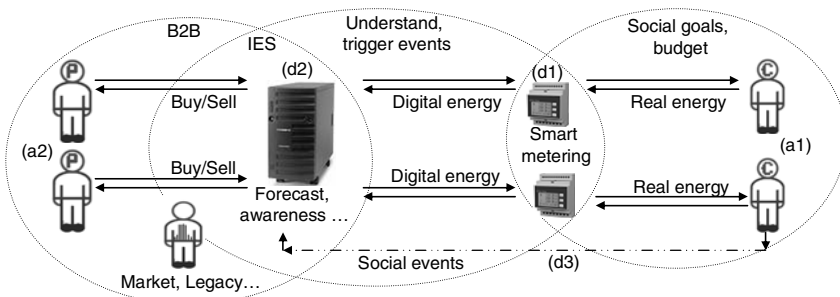 B2B
IES
Understand,
trigger events
Social goals,
budget
P
(d2)
(d1)
C
Buy/Sell
Digital energy
Real energy
(a2)
Smart
metering
(a1)
P
Buy/Sell
Digital energy
Real energy
C
Forecast,
awareness ...
Market, Legacy...
Social events
(d3)